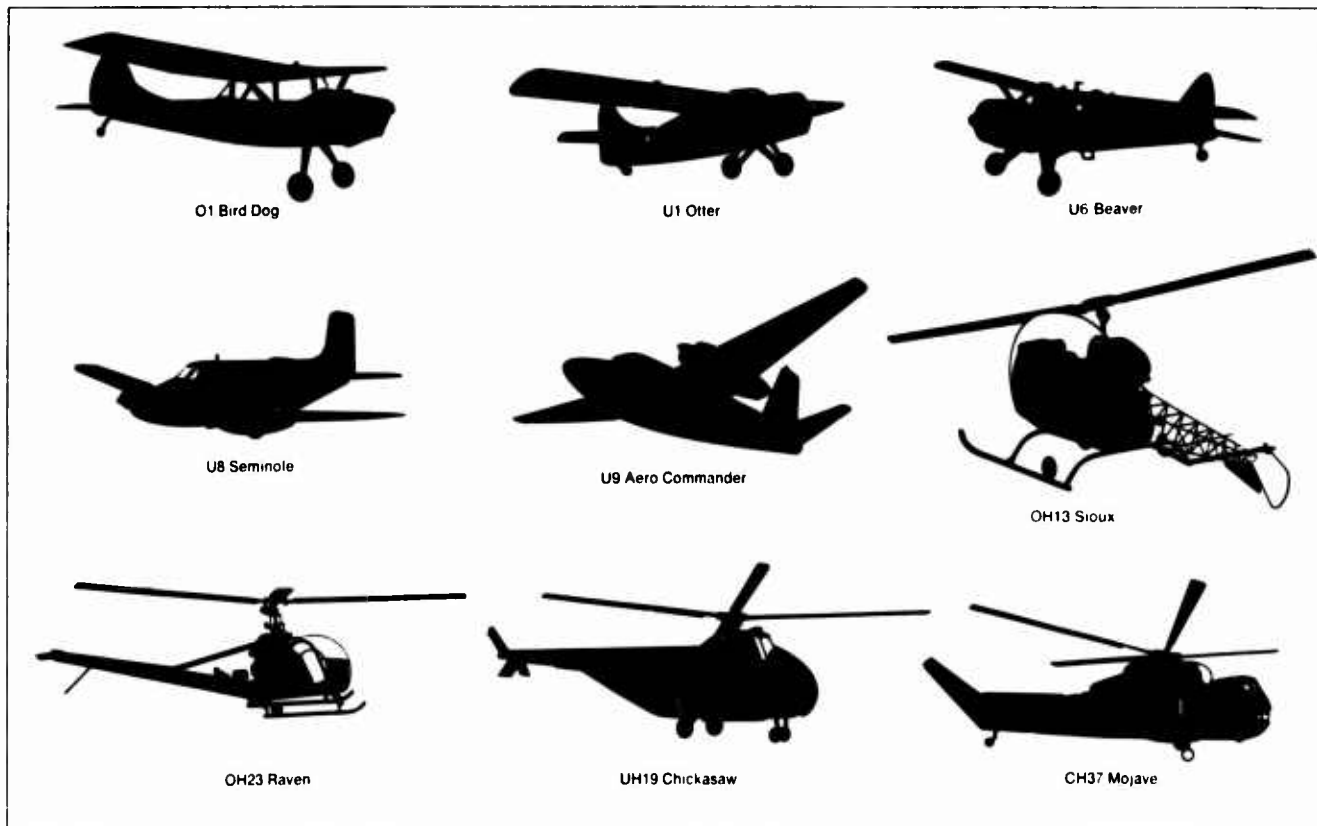 O1 Bird Dog
U1 Otter
U6 Beaver
U8 Seminole
U9 Aero Commander
OH13 Sioux
OH23 Raven
UH19 Chickasaw
CH37 Mojave